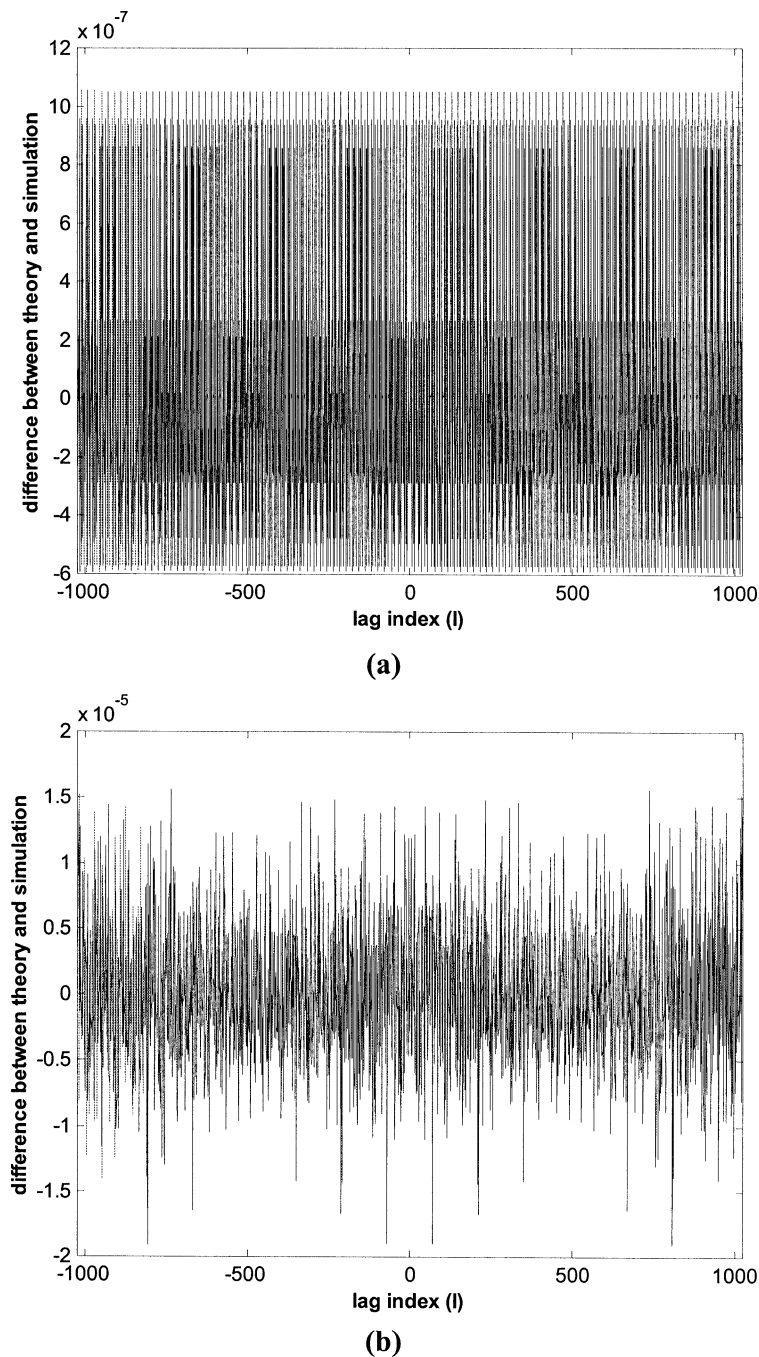 x 10-7
12
10
8
6
4
2
0
-2
-4
-6
difference between theory and simulation
-1000 -500 0 500 1000
lag index (l)
(a)
x 10-5
2
1.5
1
0.5
0
-0.5
-1
-1.5
-2
difference between theory and simulation
-1000 -500 0 500 1000
lag index (l)
(b)